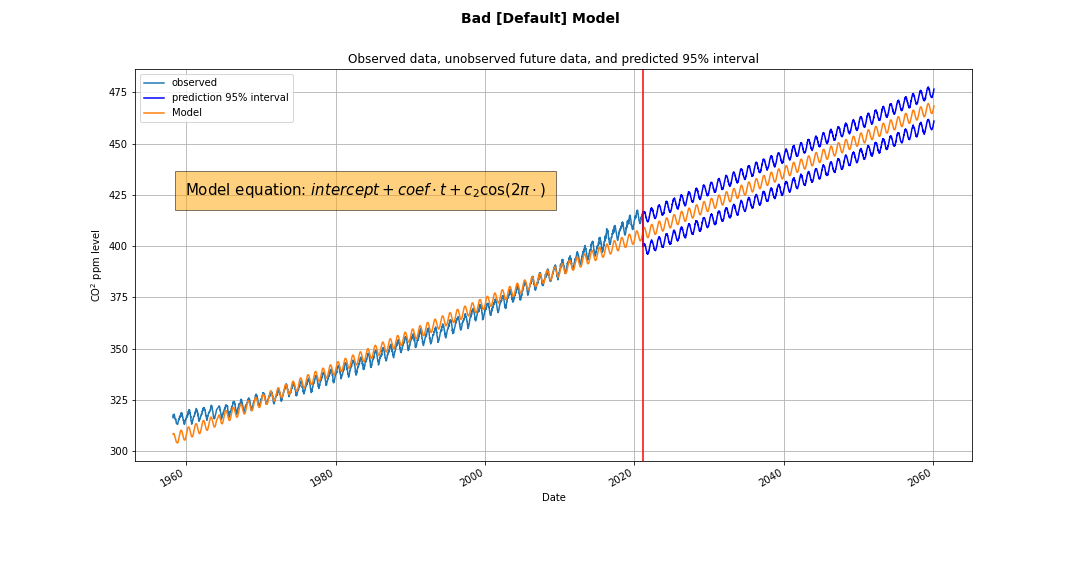 Bad [Default] Model
Observed data, unobserved future data, and predicted 95% interval
observed
prediction 95% interval
Model
Model equation: intercept + coef · t + c₂cos(2π · )
475
450
425
400
375
350
325
300
CO² ppm level
1960
1980
2000
2020
2040
2060
Date